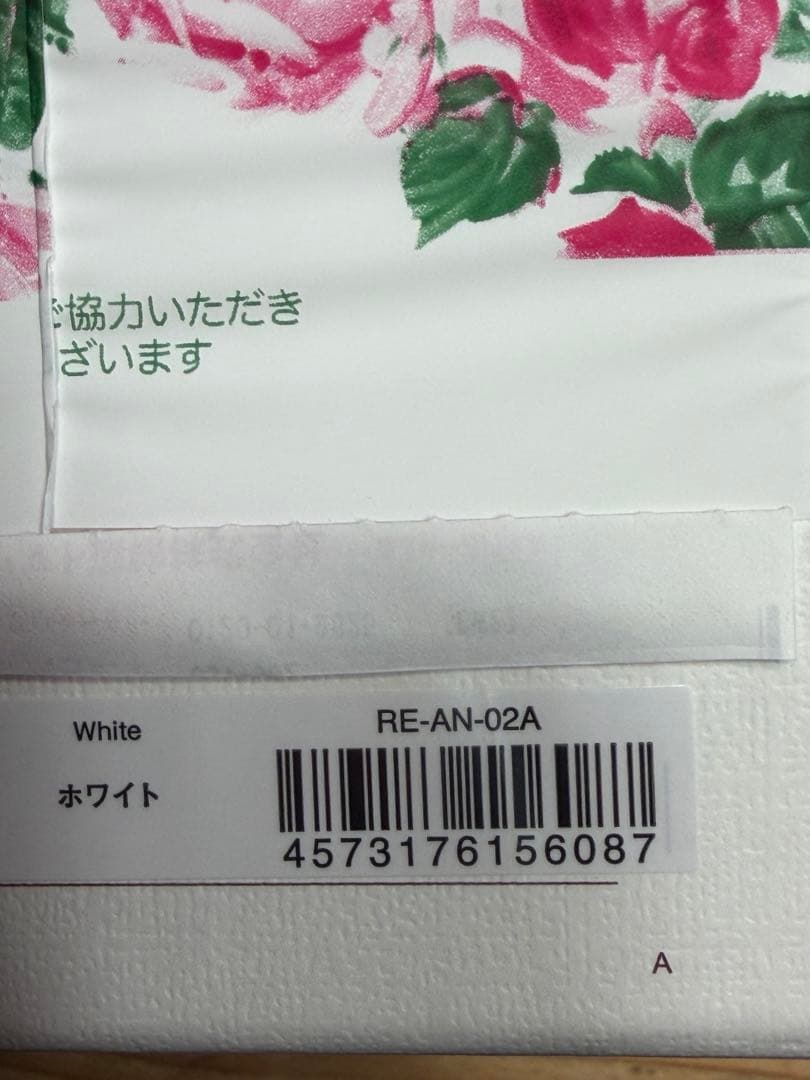 協力いただき
ざいます
White
RE-AN-02A
ホワイト
4573176156087
A